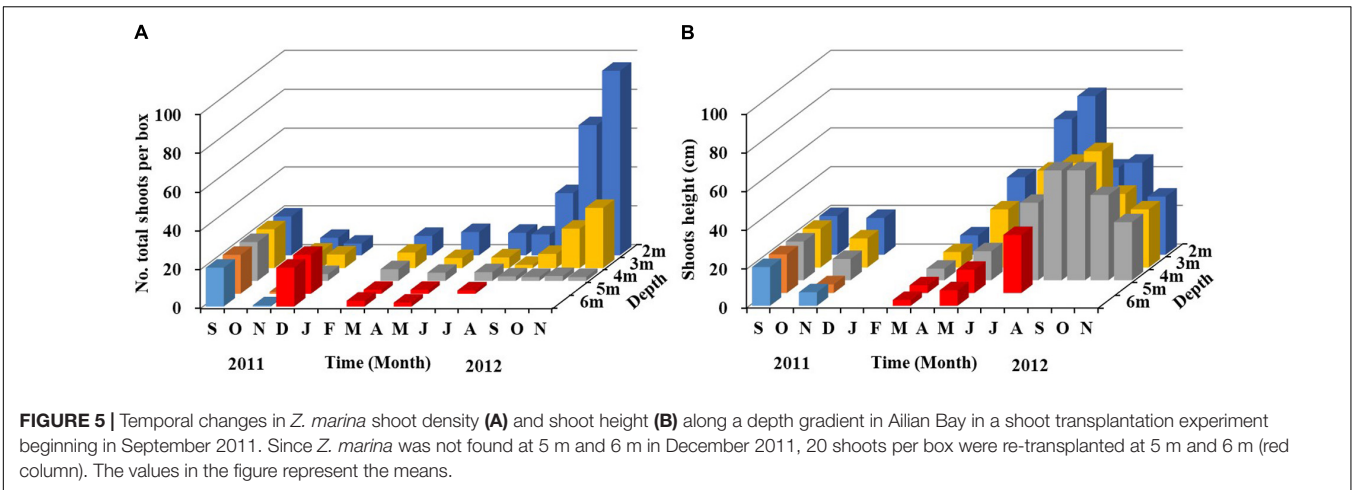 A
B
No. total shoots per box
100
80
60
40
20
0
S O N D J F M A M J J A S O N
2011 Time (Month) 2012
6m
5m
4m
3m
2m
Depth
Shoots height (cm)
100
80
60
40
20
0
S O N D J F M A M J J A S O N
2011 Time (Month) 2012
6m
5m
4m
3m
2m
Depth
FIGURE 5 | Temporal changes in Z. marina shoot density (A) and shoot height (B) along a depth gradient in Ailian Bay in a shoot transplantation experiment
beginning in September 2011. Since Z. marina was not found at 5 m and 6 m in December 2011, 20 shoots per box were re-transplanted at 5 m and 6 m (red
column). The values in the figure represent the means.